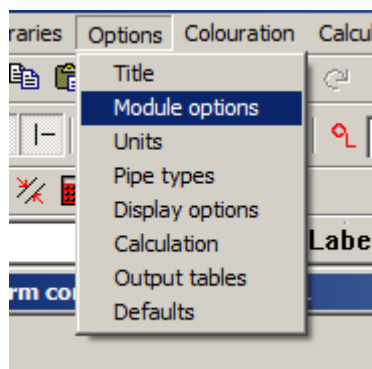 raries Options Colouration Calcul
Title
Module options
Units
Pipe types
Display options
Labe
Calculation
Output tables
rm co
Defaults